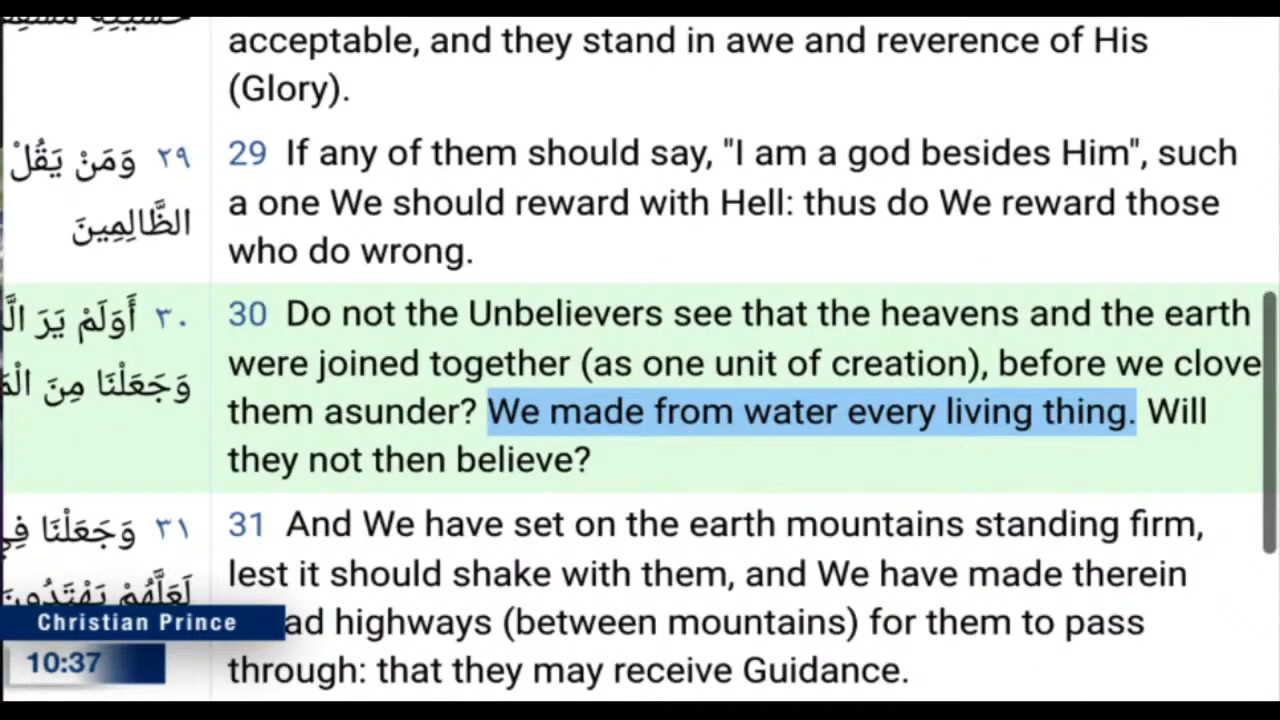 acceptable, and they stand in awe and reverence of His
(Glory).
٢٩ وَمَنْ يَقُلْ
الظَّالِمِينَ
29 If any of them should say, "I am a god besides Him", such
a one We should reward with Hell: thus do We reward those
who do wrong.
٣٠ أَوَلَمْ يَرَ
وَجَعَلْنَا مِنَ
30 Do not the Unbelievers see that the heavens and the earth
were joined together (as one unit of creation), before we clove
them asunder? We made from water every living thing. Will
they not then believe?
٣١ وَجَعَلْنَا
لَعَلَّهُمْ يَهْتَدُونَ
31 And We have set on the earth mountains standing firm,
lest it should shake with them, and We have made therein
highways (between mountains) for them to pass
through: that they may receive Guidance.
Christian Prince
10:37